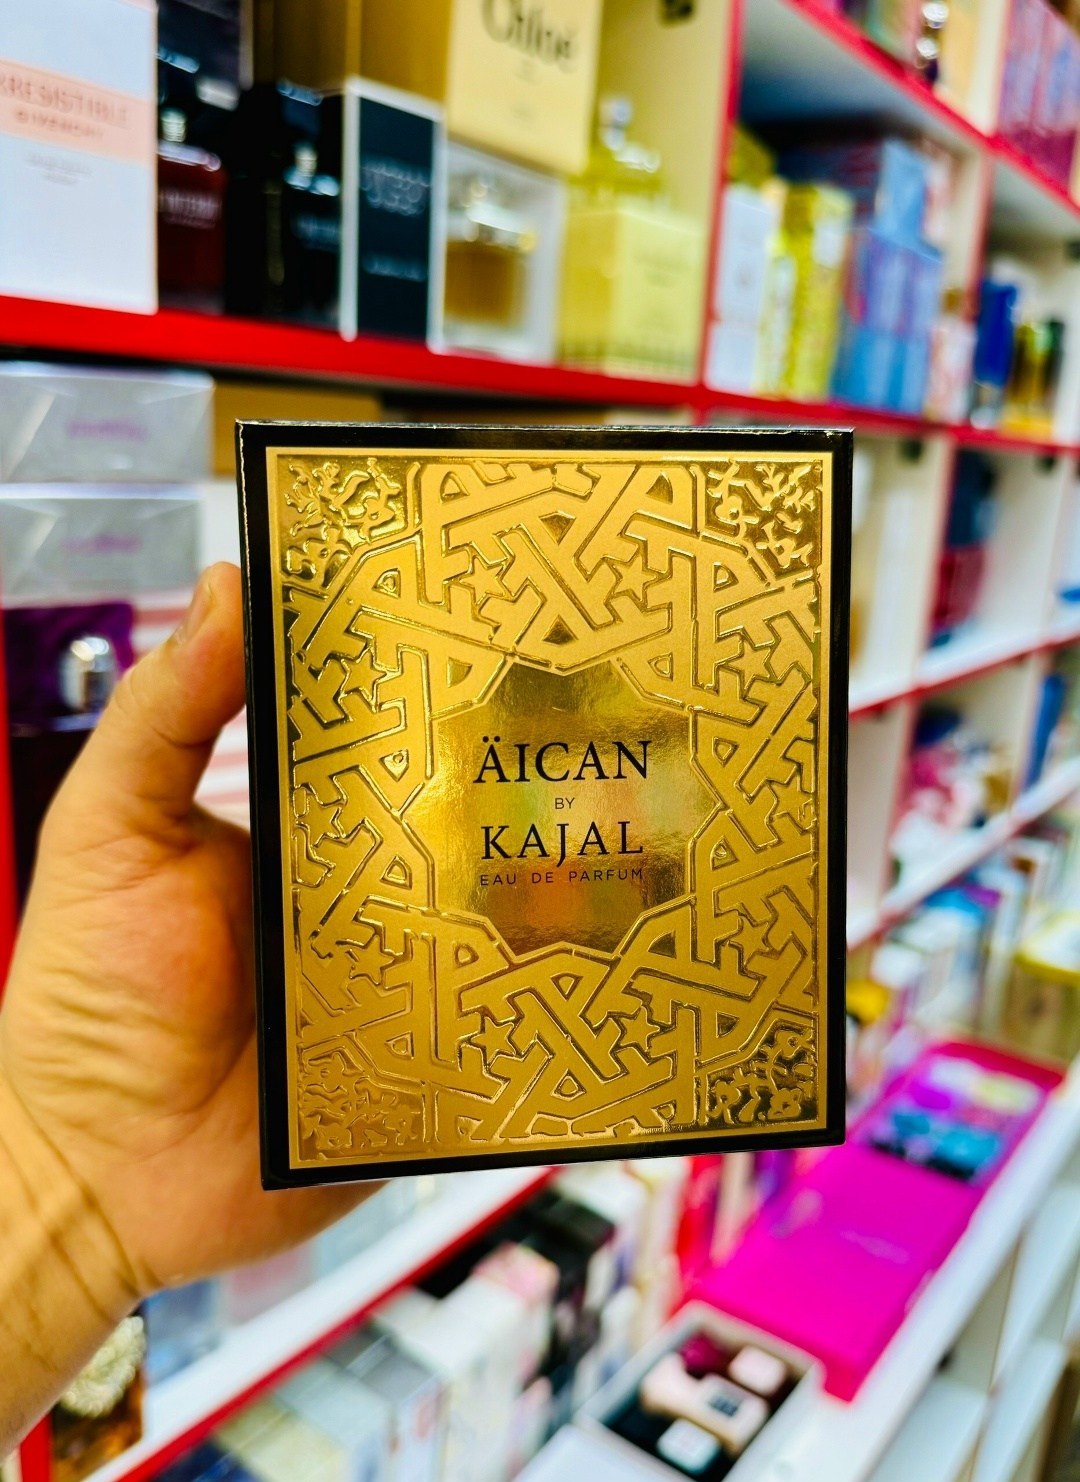 Chloé
IRRESISTIBLE
GIVENCHY
ÄICAN
BY
KAJAL
EAU DE PARFUM